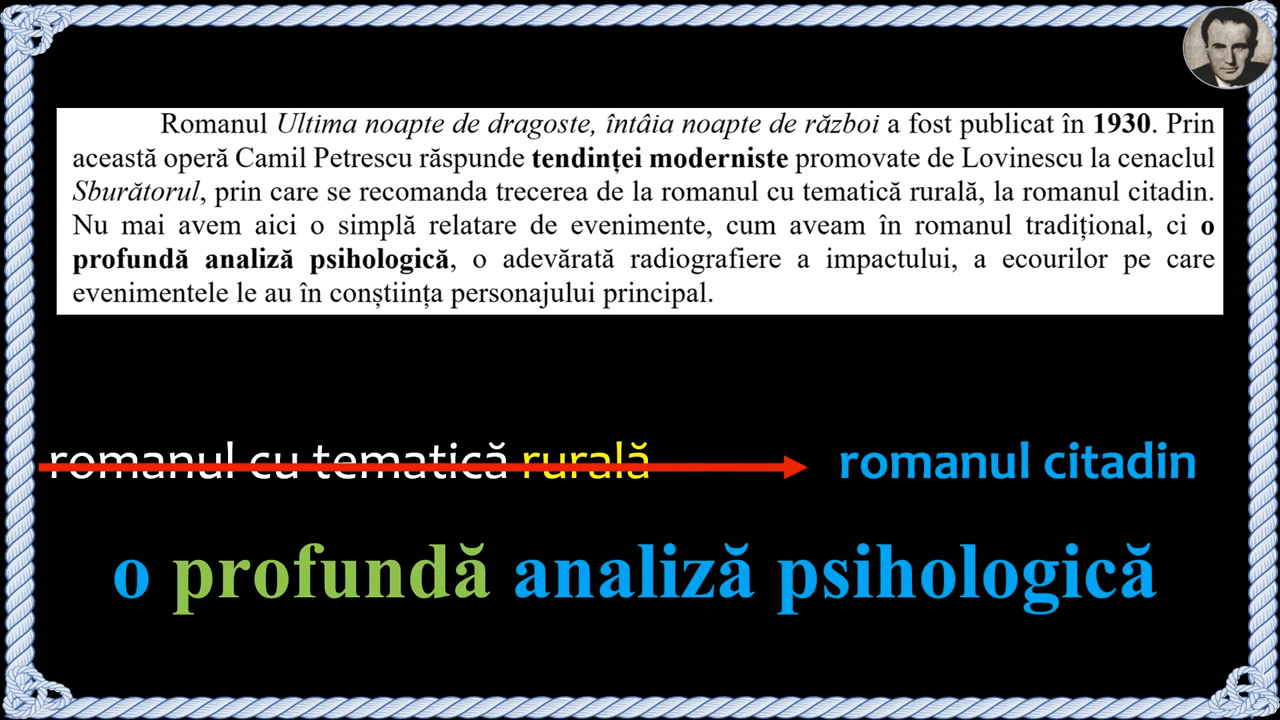 Romanul Ultima noapte de dragoste, întâia noapte de război a fost publicat în 1930. Prin
această operă Camil Petrescu răspunde tendinței moderniste promovate de Lovinescu la cenaclul
Sburătorul, prin care se recomanda trecerea de la romanul cu tematică rurală, la romanul citadin.
Nu mai avem aici o simplă relatare de evenimente, cum aveam în romanul tradițional, ci o
profundă analiză psihologică, o adevărată radiografiere a impactului, a ecourilor pe care
evenimentele le au în conștiința personajului principal.
romanul cu tematică rurală romanul citadin
o profundă analiză psihologică